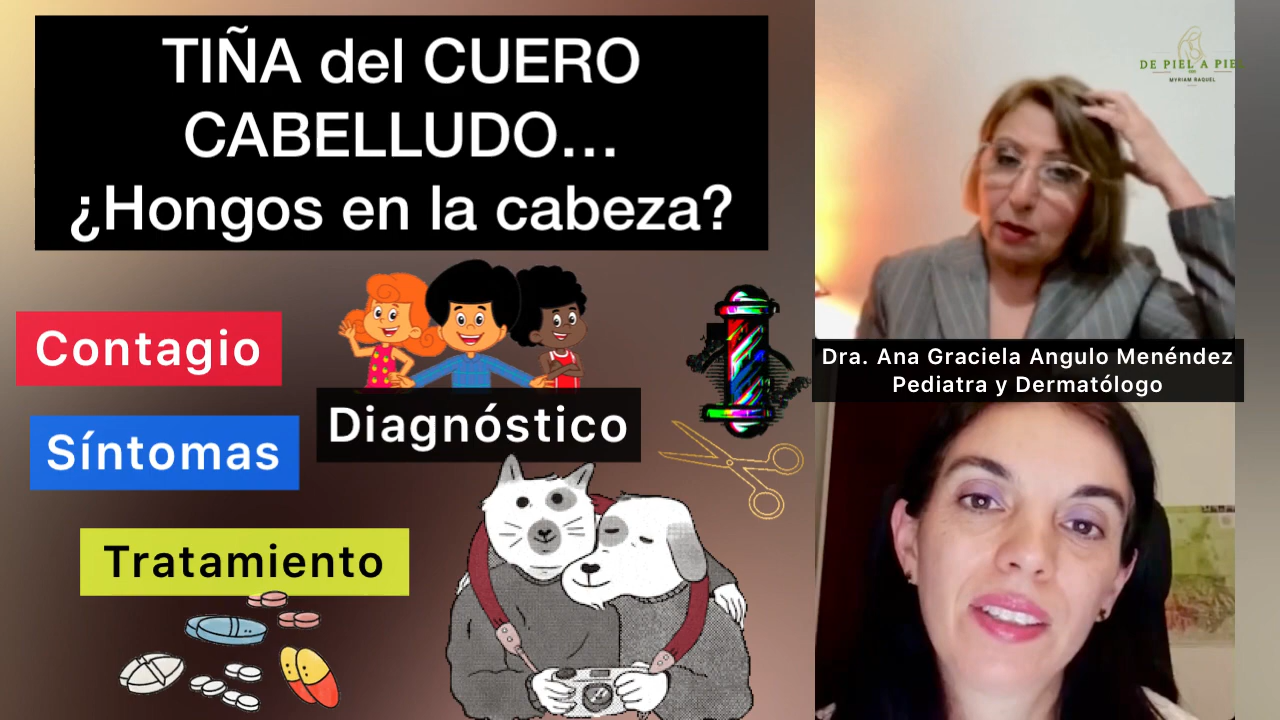 TIÑA del CUERO
CABELLUDO...
¿Hongos en la cabeza?
Contagio
Síntomas
Diagnóstico
Tratamiento
DE PIEL A PIE
MYRIAM RAQUEL
Dra. Ana Graciela Angulo Menéndez
Pediatra y Dermatólogo